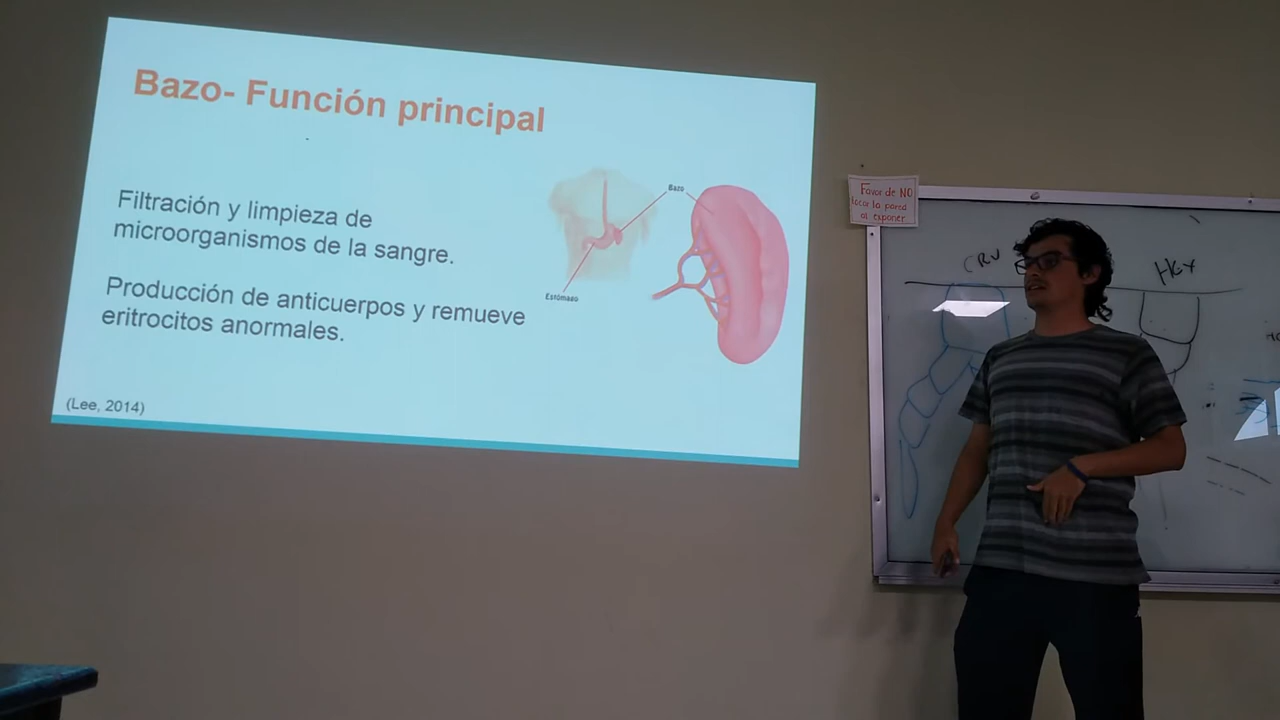 Bazo- Función principal
Filtración y limpieza de
microorganismos de la sangre.
Producción de anticuerpos y remueve
eritrocitos anormales.
(Lee, 2014)
Bazo
Estómago
Favor de NO
tocar la pared
al exponer
CRV